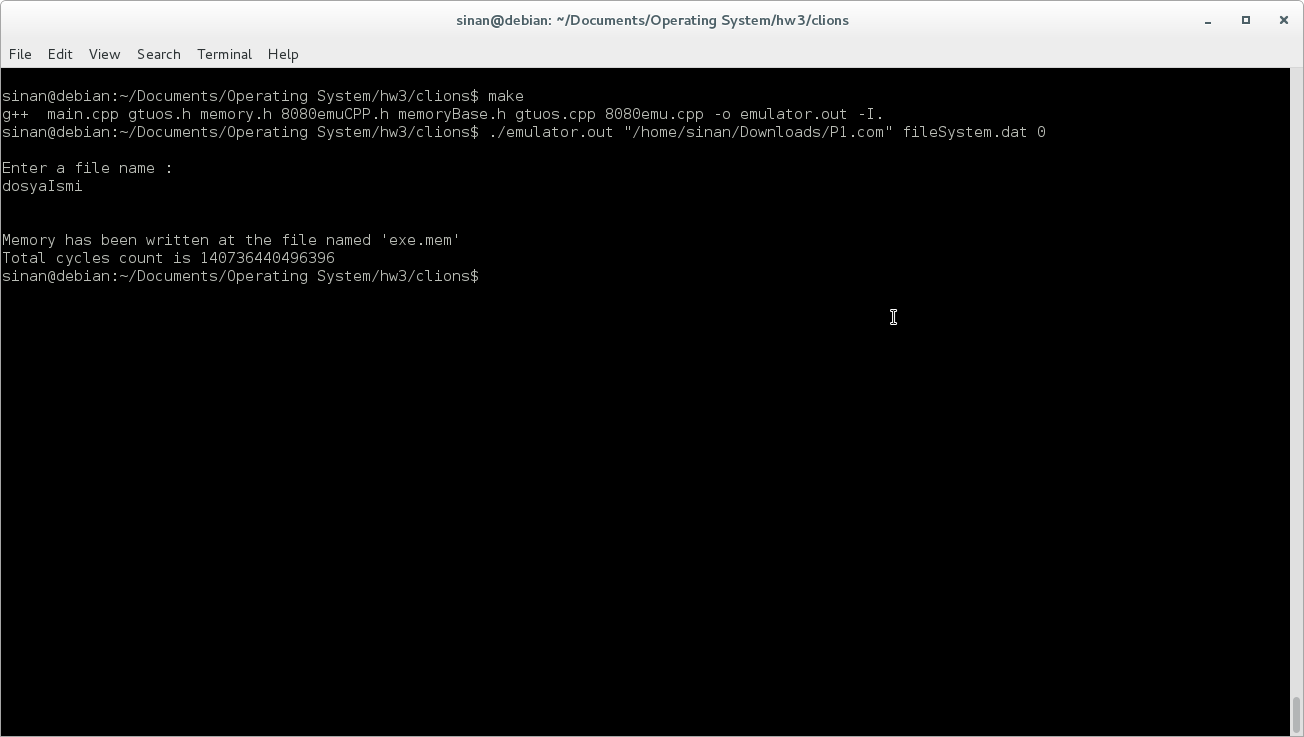 sinan@debian: ~/Documents/Operating System/hw3/clions
File Edit View Search Terminal Help
sinan@debian:~/Documents/Operating System/hw3/clions$ make
g++  main.cpp gtuos.h memory.h 8080emuCPP.h memoryBase.h gtuos.cpp 8080emu.cpp -o emulator.out -I.
sinan@debian:~/Documents/Operating System/hw3/clions$ ./emulator.out "/home/sinan/Downloads/P1.com" fileSystem.dat 0
Enter a file name :
dosyaIsmi
Memory has been written at the file named 'exe.mem'
Total cycles count is 140736440496396
sinan@debian:~/Documents/Operating System/hw3/clions$